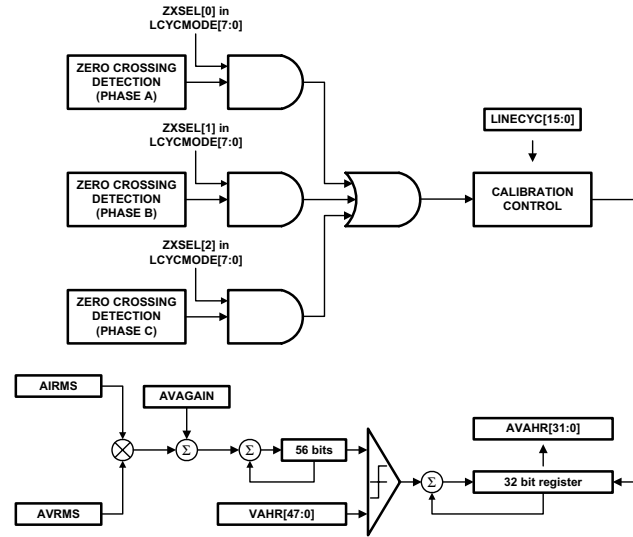 ZXSEL[0] in
LCYCMODE[7:0]
ZERO CROSSING
DETECTION
(PHASE A)
ZXSEL[1] in
LCYCMODE[7:0]
ZERO CROSSING
DETECTION
(PHASE B)
ZXSEL[2] in
LCYCMODE[7:0]
ZERO CROSSING
DETECTION
(PHASE C)
LINECYC[15:0]
CALIBRATION
CONTROL
AIRMS
AVAGAIN
AVAHR[31:0]
Σ
Σ
56 bits
Σ
32 bit register
AVRMS
VAHR[47:0]